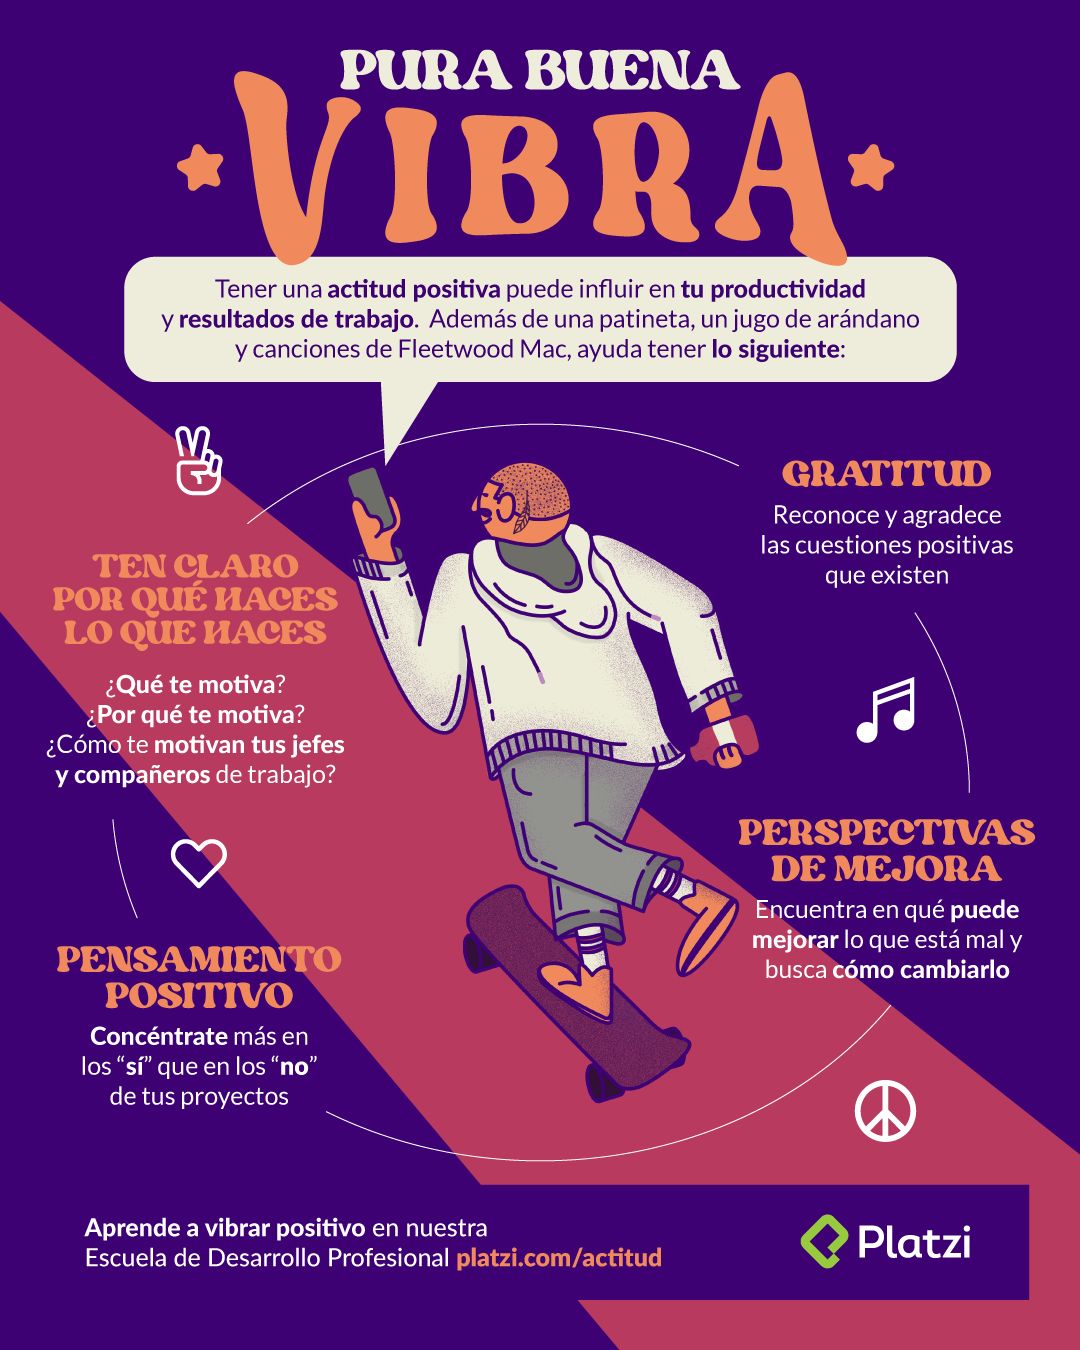 PURA BUENA
VIBRA
Tener una actitud positiva puede influir en tu productividad
y resultados de trabajo. Además de una patineta, un jugo de arándano
y canciones de Fleetwood Mac, ayuda tener lo siguiente:
TEN CLARO
POR QUÉ HACES
LO QUE HACES
¿Qué te motiva?
¿Por qué te motiva?
¿Cómo te motivan tus jefes
y compañeros de trabajo?
GRATITUD
Reconoce y agradece
las cuestiones positivas
que existen
PENSAMIENTO
POSITIVO
Concéntrate más en
los “sí” que en los “no”
de tus proyectos
PERSPECTIVAS
DE MEJORA
Encuentra en qué puede
mejorar lo que está mal y
busca cómo cambiarlo
Aprende a vibrar positivo en nuestra
Escuela de Desarrollo Profesional platzi.com/actitud
Platzi